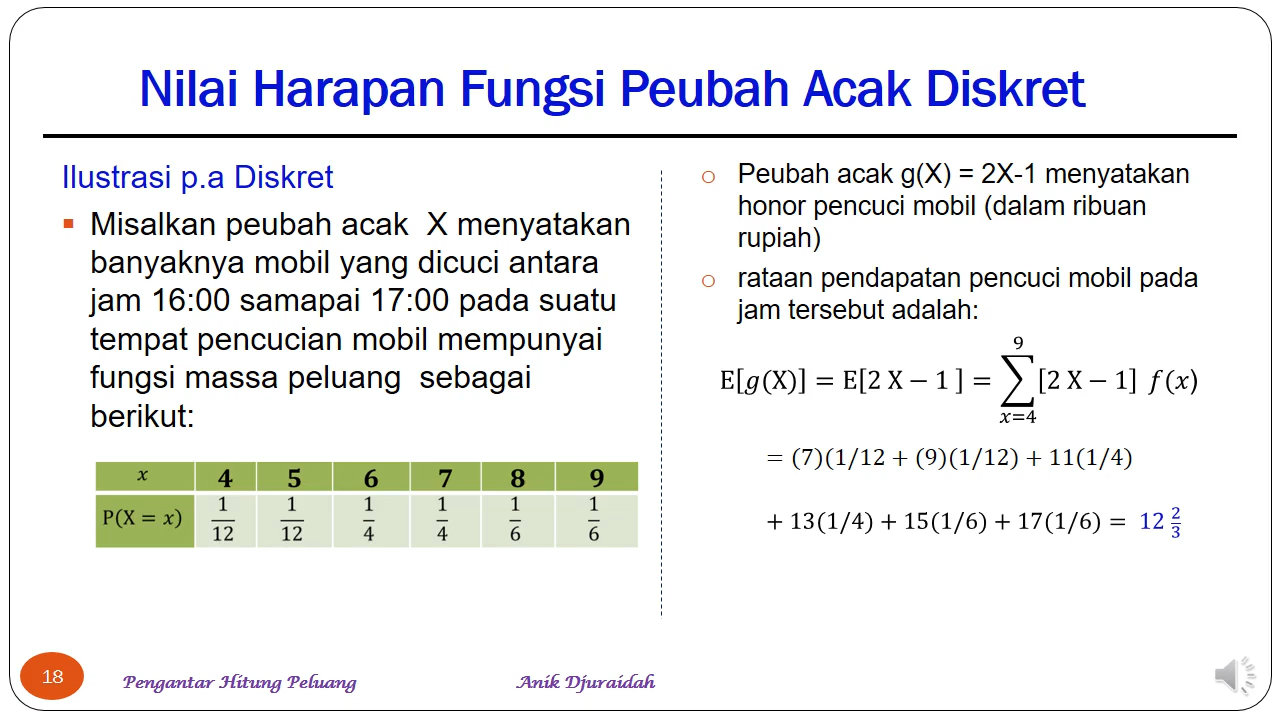 Nilai Harapan Fungsi Peubah Acak Diskret
Ilustrasi p.a Diskret
▪ Misalkan peubah acak X menyatakan
banyaknya mobil yang dicuci antara
jam 16:00 samapai 17:00 pada suatu
tempat pencucian mobil mempunyai
fungsi massa peluang sebagai
berikut:
x 4 5 6 7 8 9
P(X = x) 1/12 1/12 1/4 1/4 1/6 1/6
o Peubah acak g(X) = 2X-1 menyatakan
honor pencuci mobil (dalam ribuan
rupiah)
o rataan pendapatan pencuci mobil pada
jam tersebut adalah:
E[g(X)] = E[2 X − 1 ] = ∑_{x=4}^{9} [2 X − 1] f(x)
= (7)(1/12 + (9)(1/12) + 11(1/4)
+ 13(1/4) + 15(1/6) + 17(1/6) = 12 2/3
18
Pengantar Hitung Peluang
Anik Djuraidah